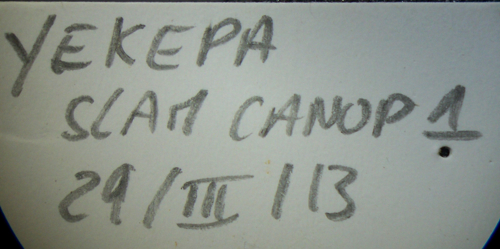 YEKEPA
SLAM CANOP 1
29/III/13